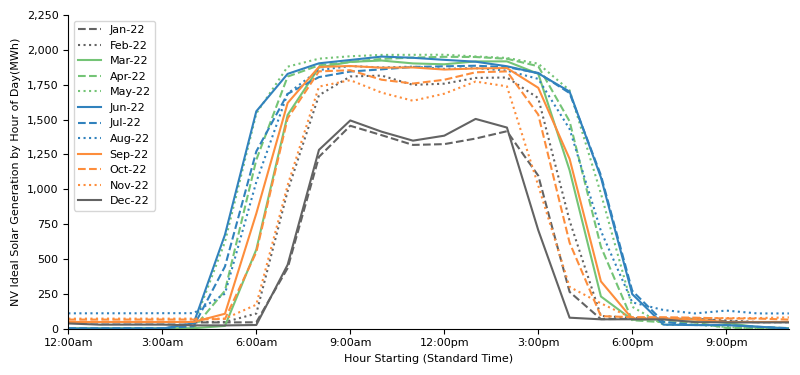 NV Ideal Solar Generation by Hour of Day(MWh)
2,250
2,000
1,750
1,500
1,250
1,000
750
500
250
0
Jan-22
Feb-22
Mar-22
Apr-22
May-22
Jun-22
Jul-22
Aug-22
Sep-22
Oct-22
Nov-22
Dec-22
12:00am 3:00am 6:00am 9:00am 12:00pm 3:00pm 6:00pm 9:00pm
Hour Starting (Standard Time)